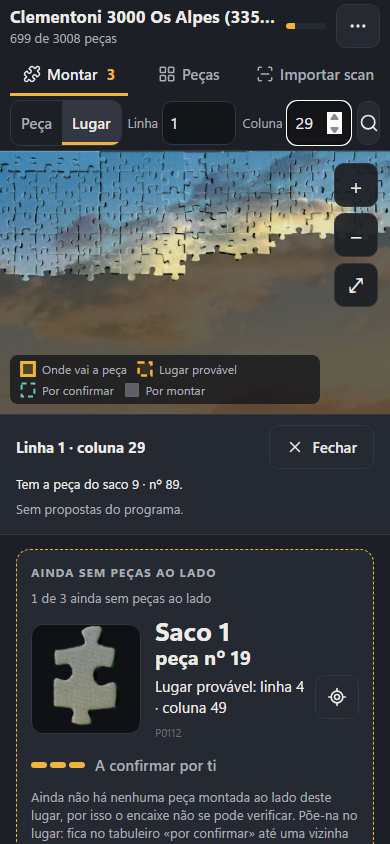 Clementoni 3000 Os Alpes (335...
699 de 3008 peças
Montar 3
Peças
Importar scan
Peça
Lugar
Linha
1
Coluna
29
Onde vai a peça
Lugar provável
Por confirmar
Por montar
Linha 1 · coluna 29
Fechar
Tem a peça do saco 9 · nº 89.
Sem propostas do programa.
AINDA SEM PEÇAS AO LADO
1 de 3 ainda sem peças ao lado
Saco 1
peça nº 19
Lugar provável: linha 4
· coluna 49
P0112
A confirmar por ti
Ainda não há nenhuma peça montada ao lado deste
lugar, por isso o encaixe não se pode verificar. Põe-na no
lugar: fica no tabuleiro «por confirmar» até uma vizinha